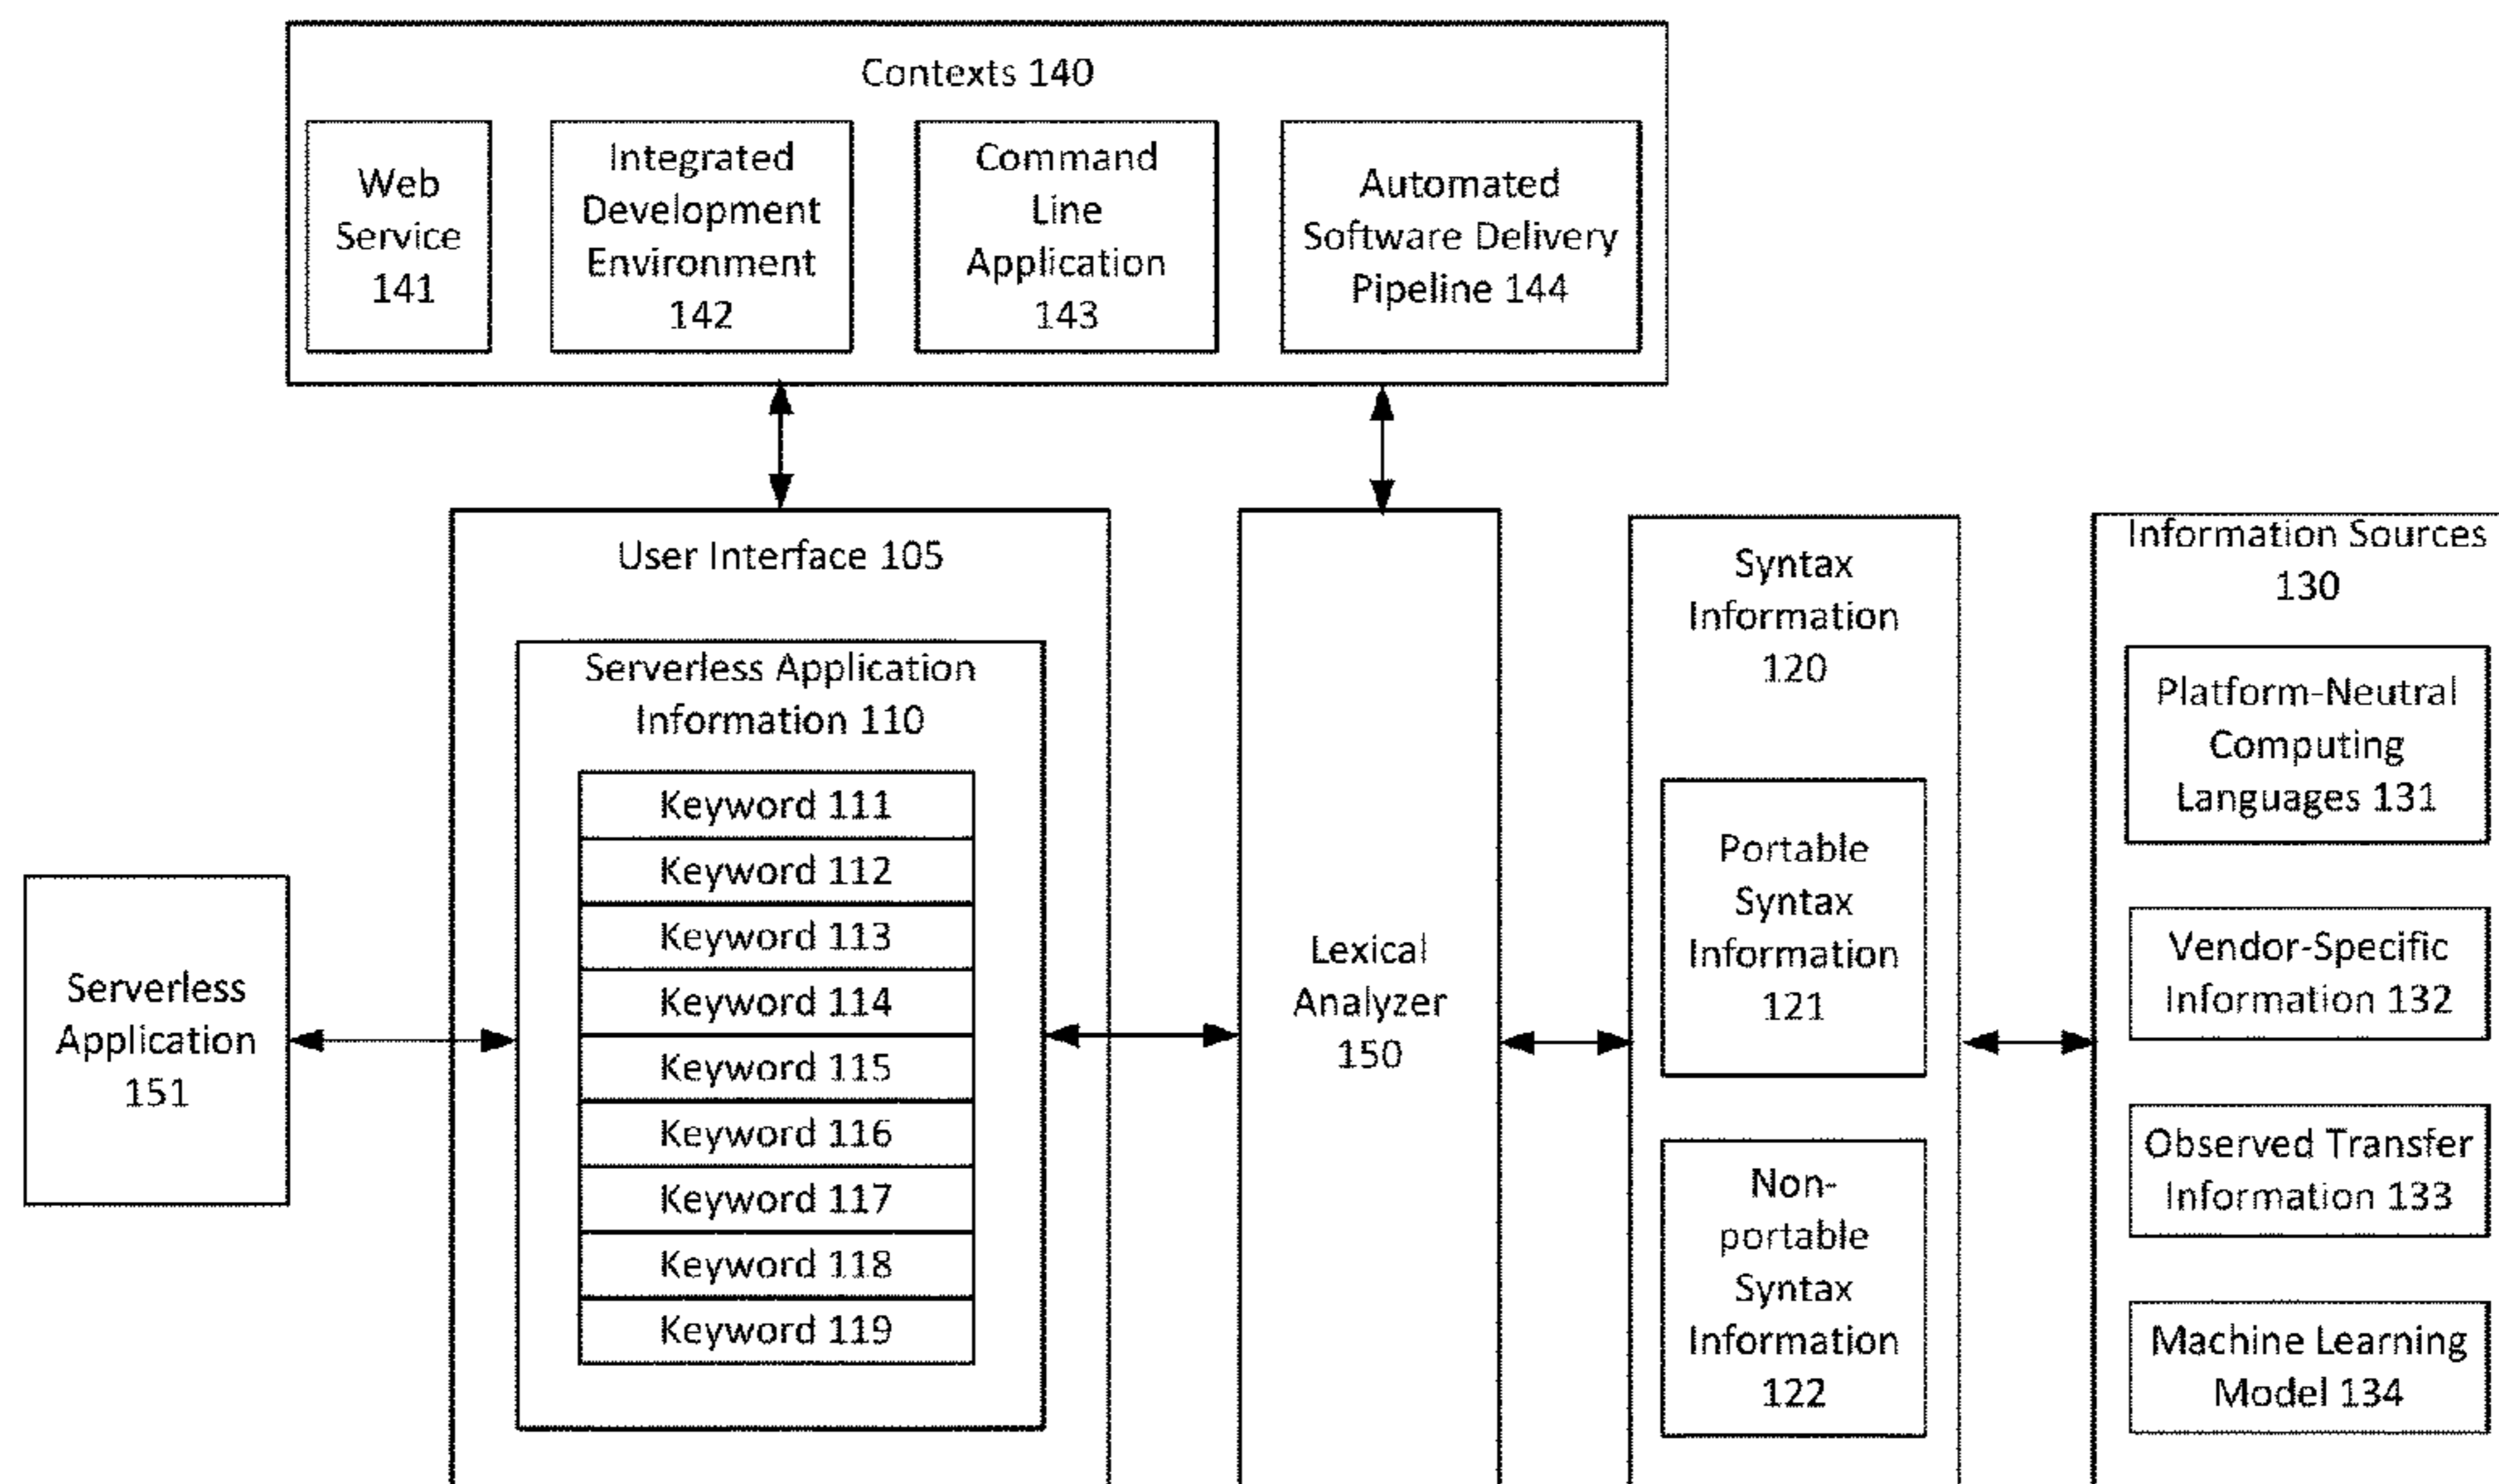 Contexts 140
Web
Service
141
Integrated
Development
Environment
142
Command
Line
Application
143
Automated
Software Delivery
Pipeline 144
Serverless
Application
151
User Interface 105
Serverless Application
Information 110
Keyword 111
Keyword 112
Keyword 113
Keyword 114
Keyword 115
Keyword 116
Keyword 117
Keyword 118
Keyword 119
Lexical
Analyzer
150
Syntax
Information
120
Portable
Syntax
Information
121
Non-
portable
Syntax
Information
122
Information Sources
130
Platform-Neutral
Computing
Languages 131
Vendor-Specific
Information 132
Observed Transfer
Information 133
Machine Learning
Model 134